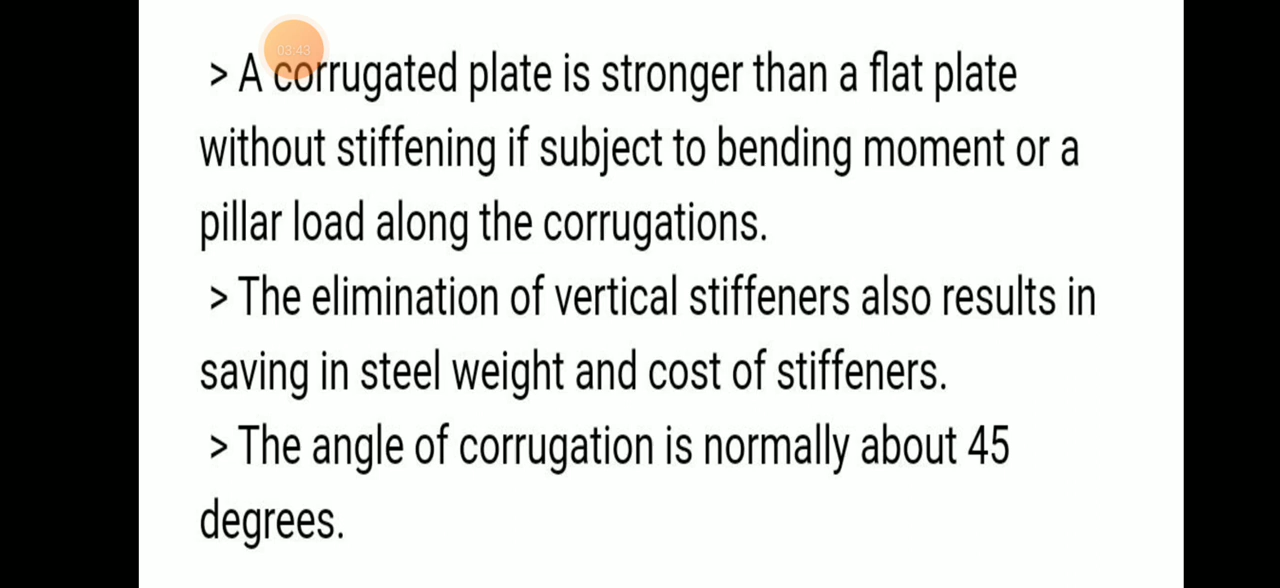 03:43
> A corrugated plate is stronger than a flat plate
without stiffening if subject to bending moment or a
pillar load along the corrugations.
> The elimination of vertical stiffeners also results in
saving in steel weight and cost of stiffeners.
> The angle of corrugation is normally about 45
degrees.